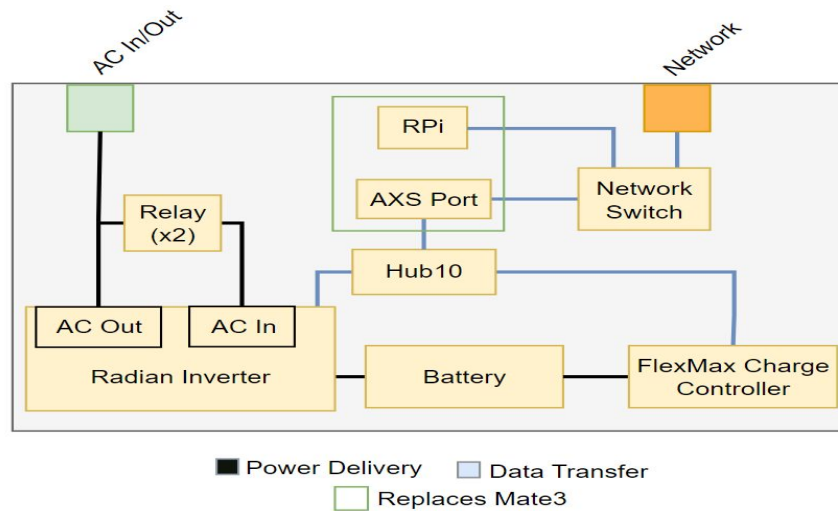 AC In/Out
Network
RPi
AXS Port
Network
Switch
Relay
(x2)
Hub10
AC Out
AC In
Radian Inverter
Battery
FlexMax Charge
Controller
Power Delivery
Data Transfer
Replaces Mate3